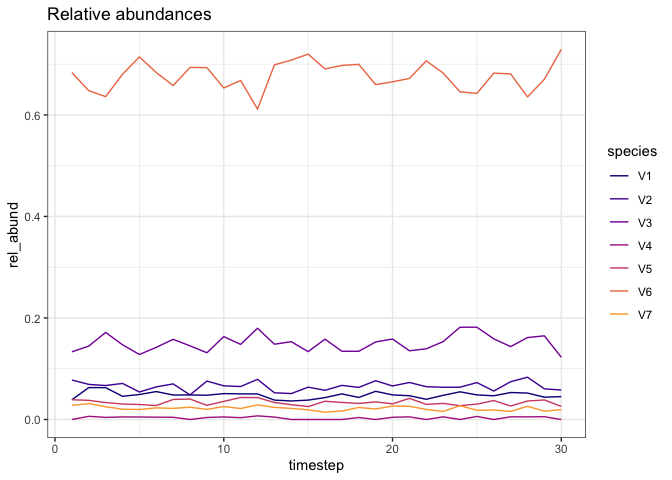 Relative abundances
rel_abund
0.6
0.4
0.2
0.0
0
10
20
30
timestep
species
V1
V2
V3
V4
V5
V6
V7